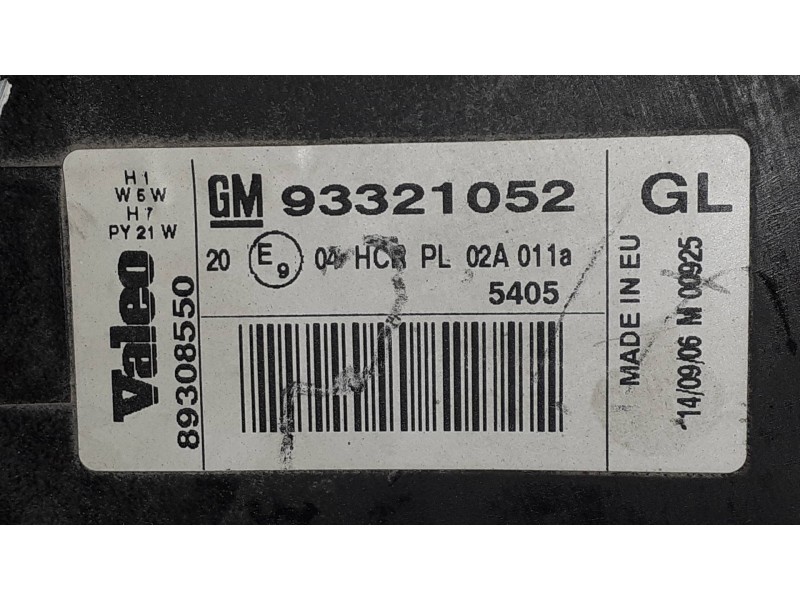 H1
W5W
H7
PY 21 W
Valeo
89308550
GM 93321052
20 E9 04 HCR PL 02A 011a
5405
GL
MADE IN EU
14/09/06 M 00925